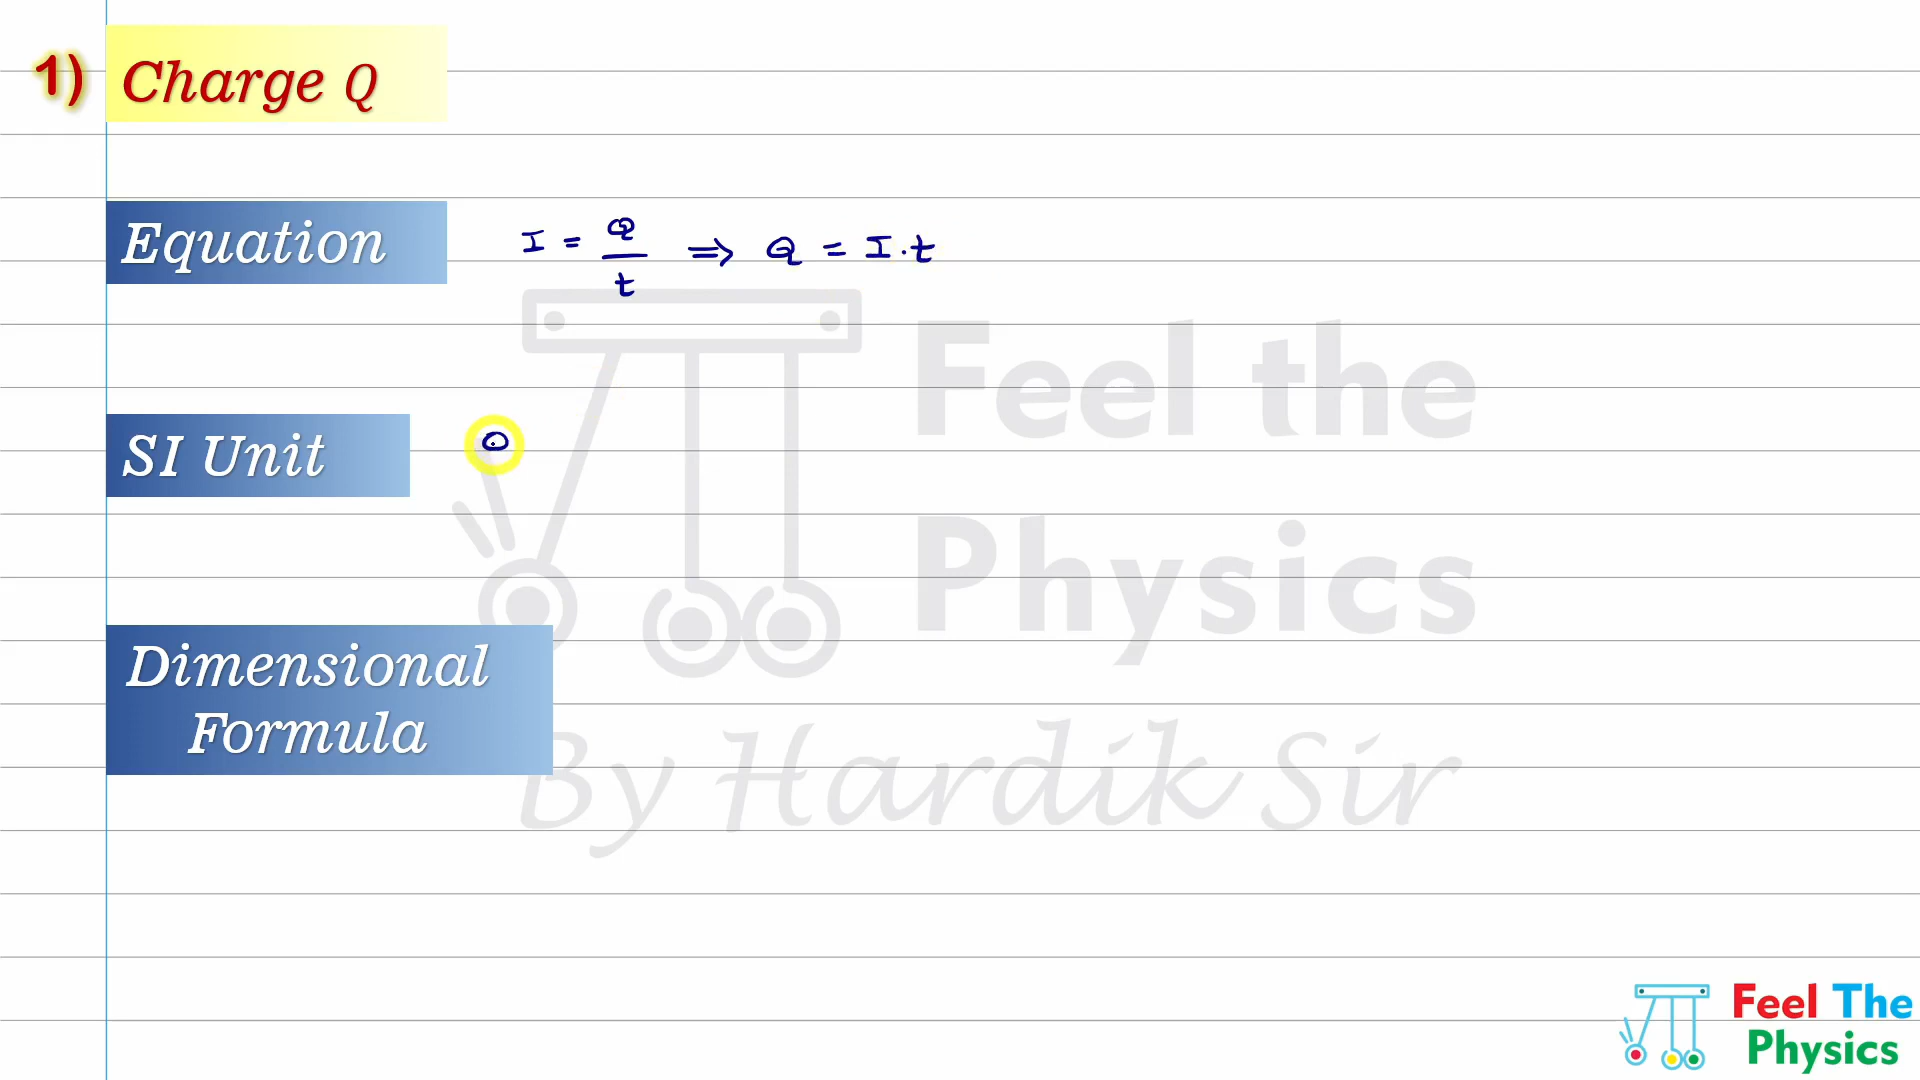 1) Charge Q
Equation I = Q/t ⇒ Q = I.t
SI Unit
Dimensional
Formula
Feel the
Physics
By Hardik Sir
Feel The
Physics